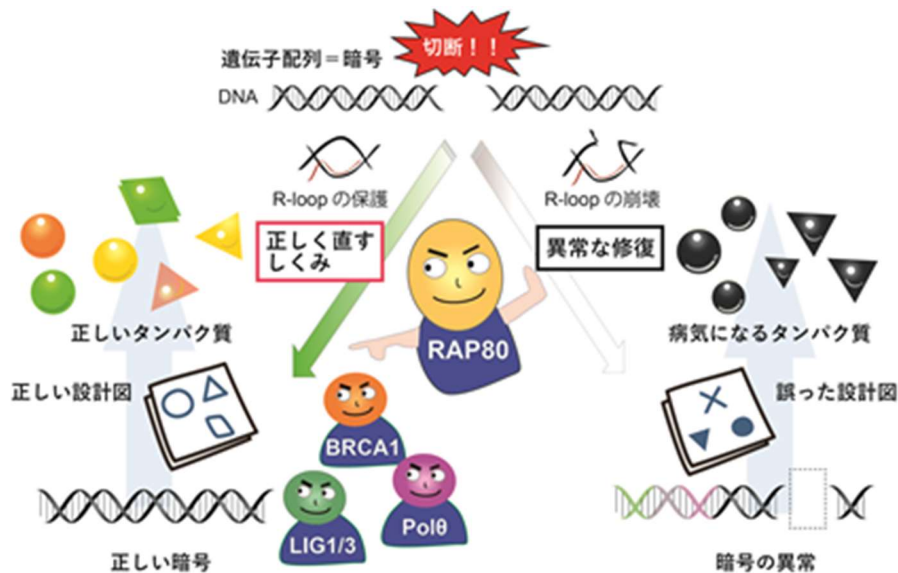 切断！！
遺伝子配列＝暗号
DNA
R-loop の保護
R-loop の崩壊
正しく直す
しくみ
異常な修復
RAP80
正しいタンパク質
病気になるタンパク質
正しい設計図
誤った設計図
BRCA1
LIG1/3
Polθ
正しい暗号
暗号の異常